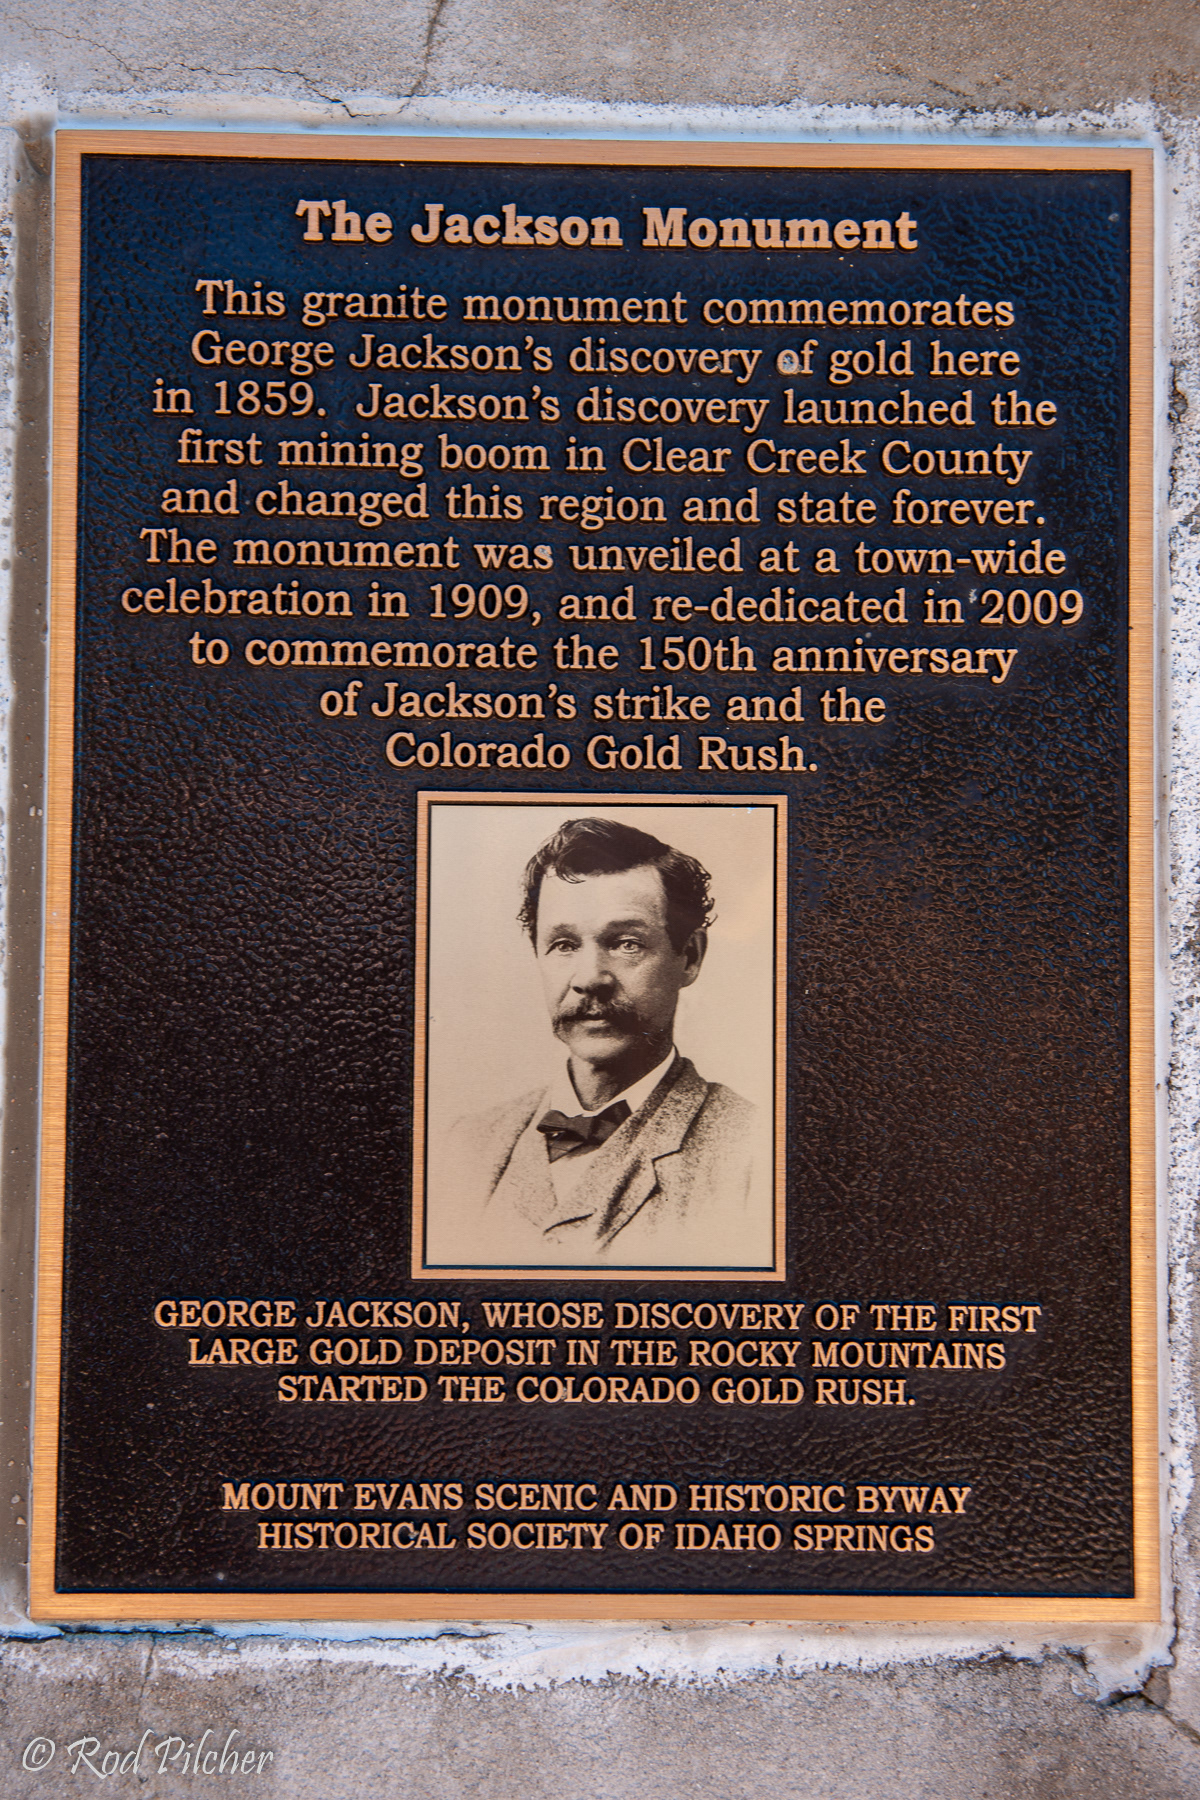 The Jackson Monument
This granite monument commemorates
George Jackson's discovery of gold here
in 1859. Jackson's discovery launched the
first mining boom in Clear Creek County
and changed this region and state forever.
The monument was unveiled at a town-wide
celebration in 1909, and re-dedicated in 2009
to commemorate the 150th anniversary
of Jackson's strike and the
Colorado Gold Rush.
GEORGE JACKSON, WHOSE DISCOVERY OF THE FIRST
LARGE GOLD DEPOSIT IN THE ROCKY MOUNTAINS
STARTED THE COLORADO GOLD RUSH.
MOUNT EVANS SCENIC AND HISTORIC BYWAY
HISTORICAL SOCIETY OF IDAHO SPRINGS
© Rod Pilcher